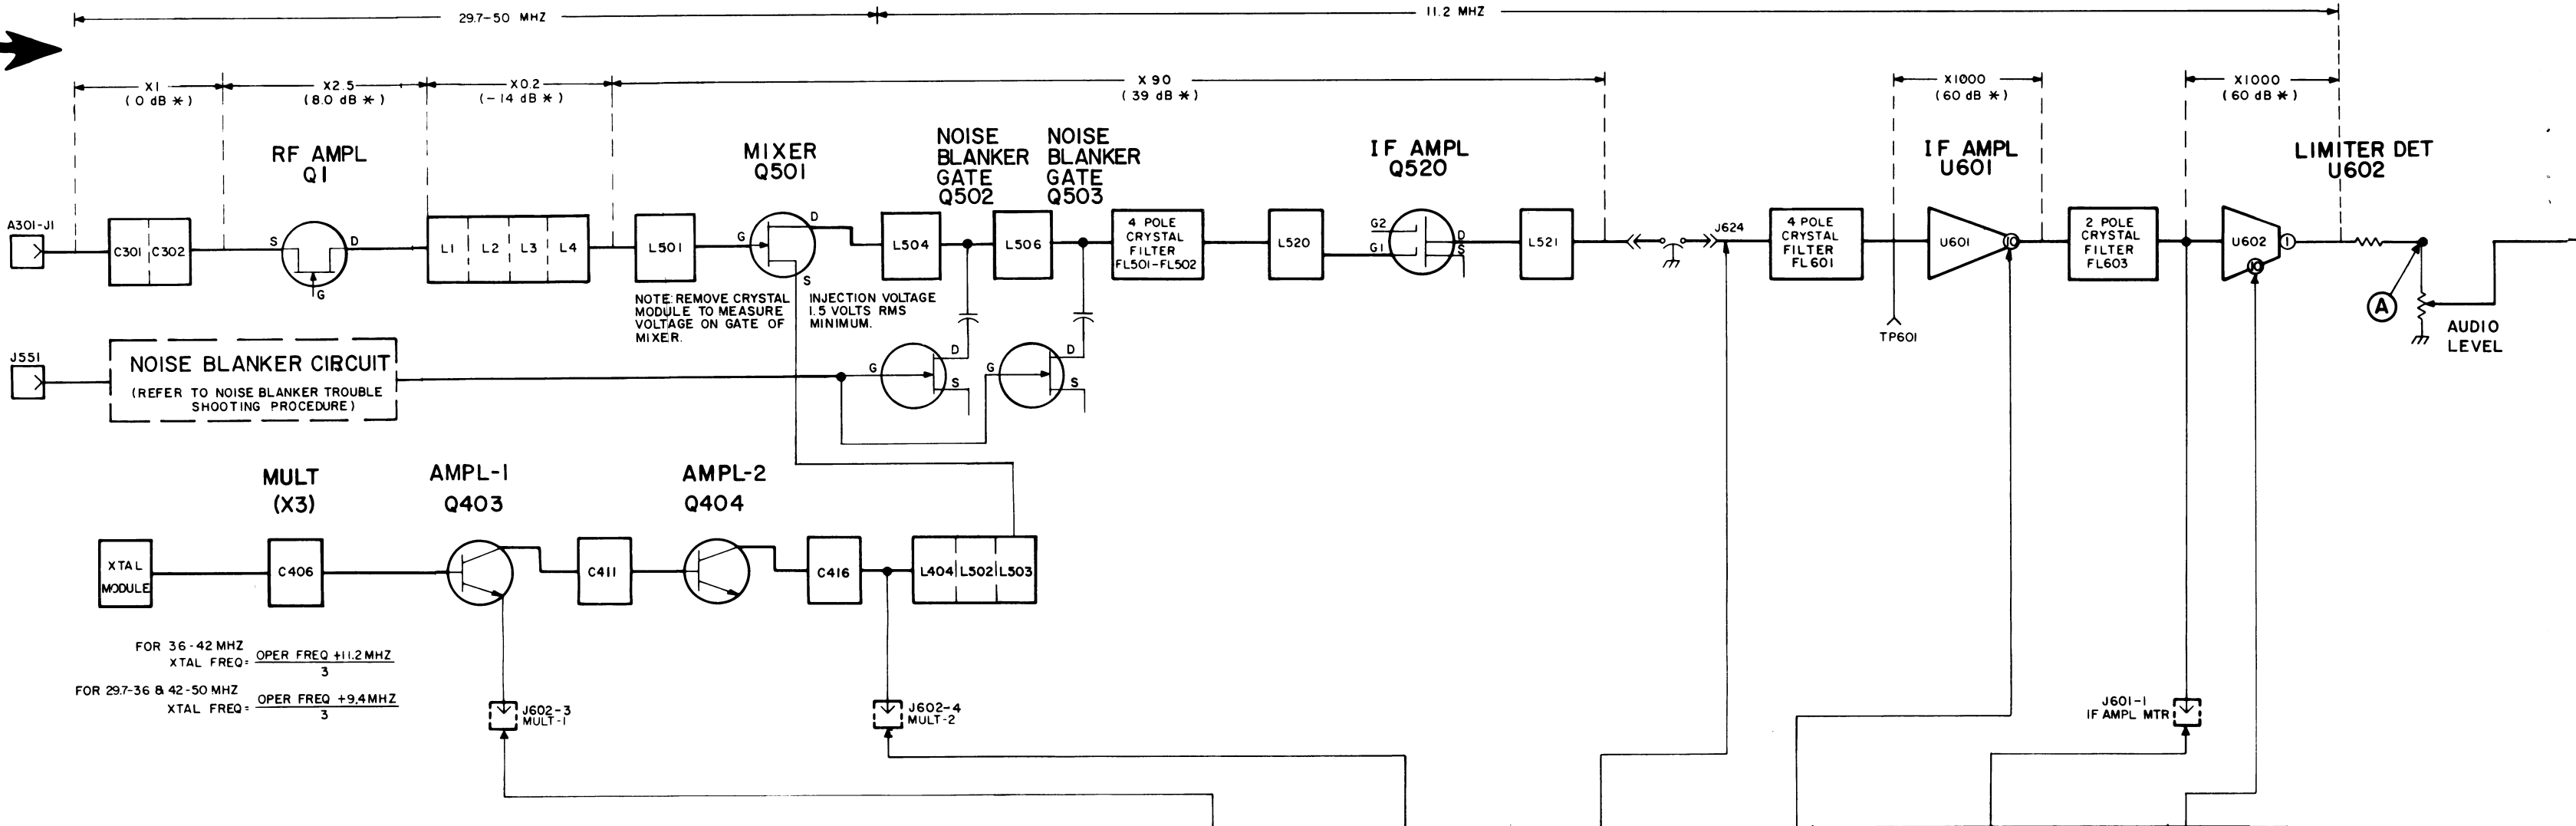 29.7-50 MHZ
11.2 MHZ
X1
(0 dB *)
X2.5
(8.0 dB *)
X0.2
(-14 dB *)
X 90
(39 dB *)
X1000
(60 dB *)
X1000
(60 dB *)
RF AMPL
Q1
MIXER
Q501
NOISE
BLANKER
GATE
Q502
NOISE
BLANKER
GATE
Q503
IF AMPL
Q520
IF AMPL
U601
LIMITER DET
U602
A301-J1
C301 C302
S
D
G
L1 L2 L3 L4
L501
G
D
S
L504
L506
4 POLE
CRYSTAL
FILTER
FL501-FL502
L520
G2
G1
D
S
L521
J624
4 POLE
CRYSTAL
FILTER
FL601
U601
10
2 POLE
CRYSTAL
FILTER
FL603
U602
1
10
NOTE: REMOVE CRYSTAL
MODULE TO MEASURE
VOLTAGE ON GATE OF
MIXER.
INJECTION VOLTAGE
1.5 VOLTS RMS
MINIMUM.
TP601
A
AUDIO
LEVEL
J551
NOISE BLANKER CIRCUIT
(REFER TO NOISE BLANKER TROUBLE
SHOOTING PROCEDURE)
G
D
S
G
D
S
MULT
(X3)
AMPL-1
Q403
AMPL-2
Q404
XTAL
MODULE
C406
C411
C416
L404 L502 L503
FOR 36-42 MHZ
XTAL FREQ= OPER FREQ +11.2 MHZ
3
FOR 29.7-36 & 42-50 MHZ
XTAL FREQ= OPER FREQ +9.4 MHZ
3
J602-3
MULT-1
J602-4
MULT-2
J601-1
IF AMPL MTR